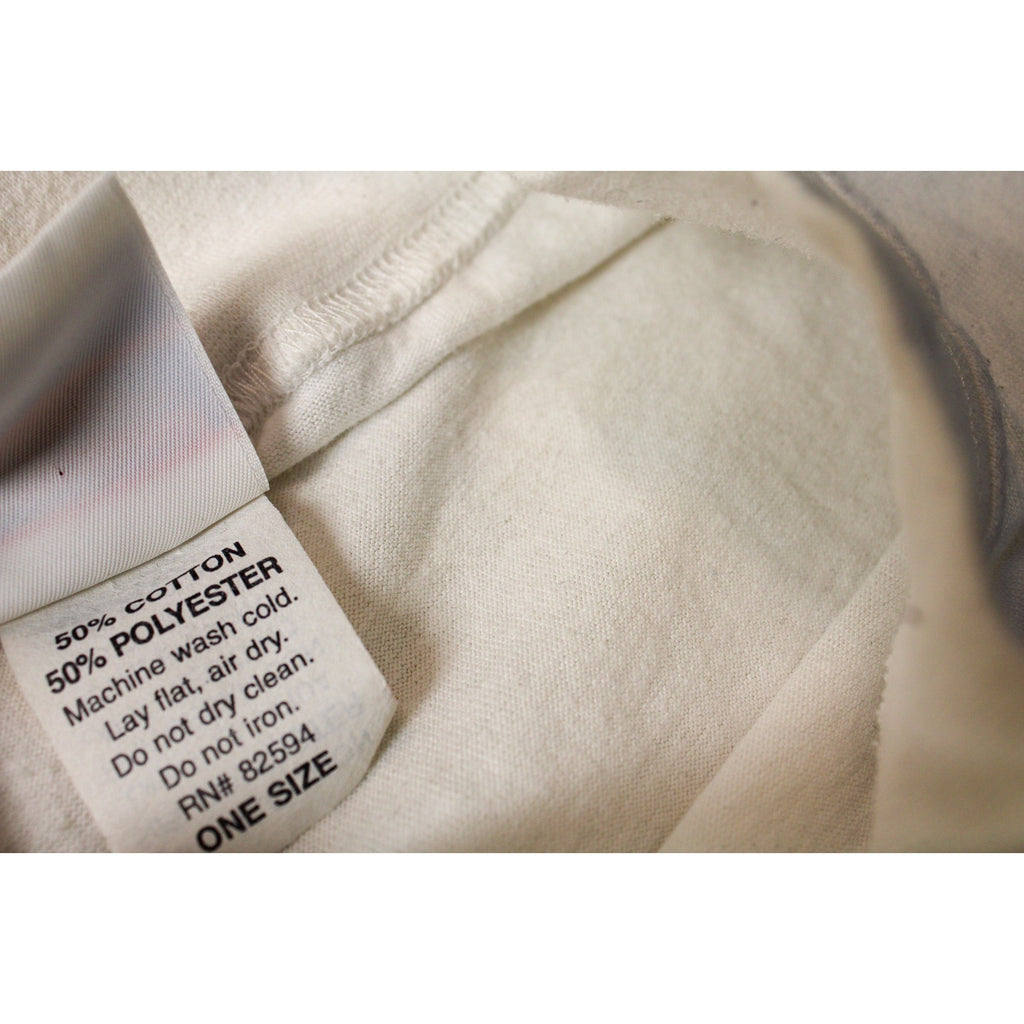 50% COTTON
50% POLYESTER
Machine wash cold.
Lay flat, air dry.
Do not dry clean.
Do not iron.
RN# 82594
ONE SIZE